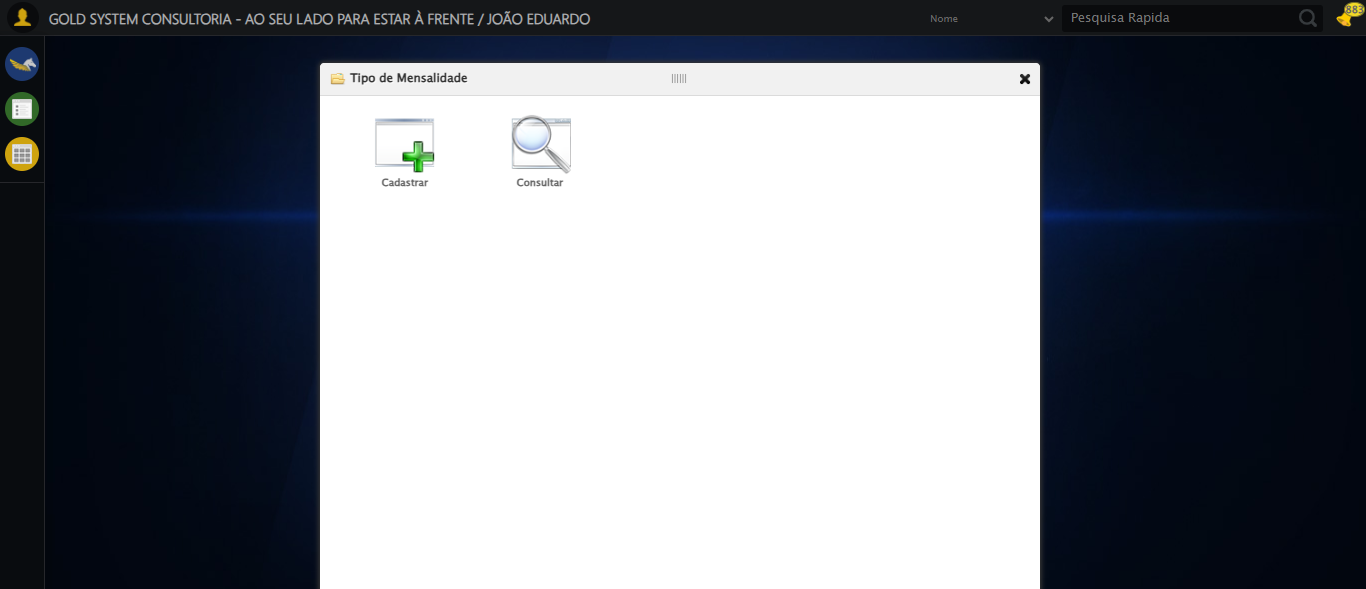 GOLD SYSTEM CONSULTORIA - AO SEU LADO PARA ESTAR À FRENTE / JOÃO EDUARDO
Nome
Pesquisa Rapida
883
Tipo de Mensalidade
Cadastrar
Consultar